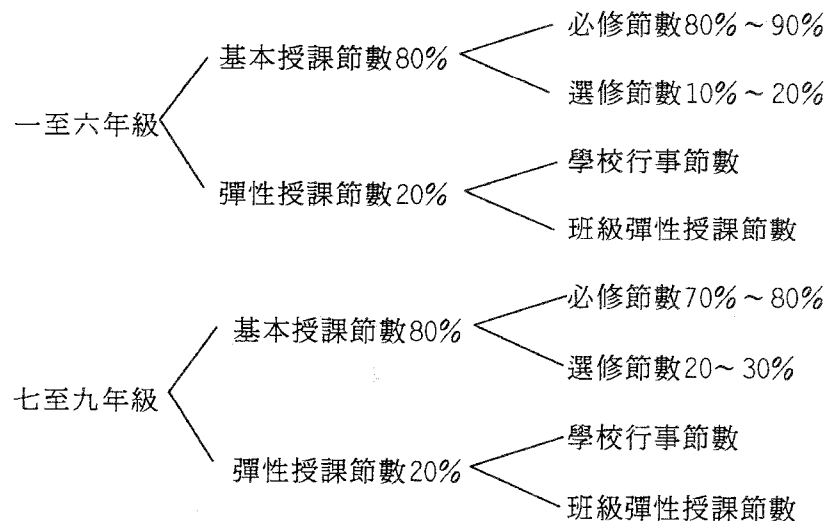 必修節數80%~90%
基本授課節數80%
選修節數10%~20%
一至六年級
學校行事節數
彈性授課節數20%
班級彈性授課節數
必修節數70%~80%
基本授課節數80%
選修節數20~30%
七至九年級
學校行事節數
彈性授課節數20%
班級彈性授課節數